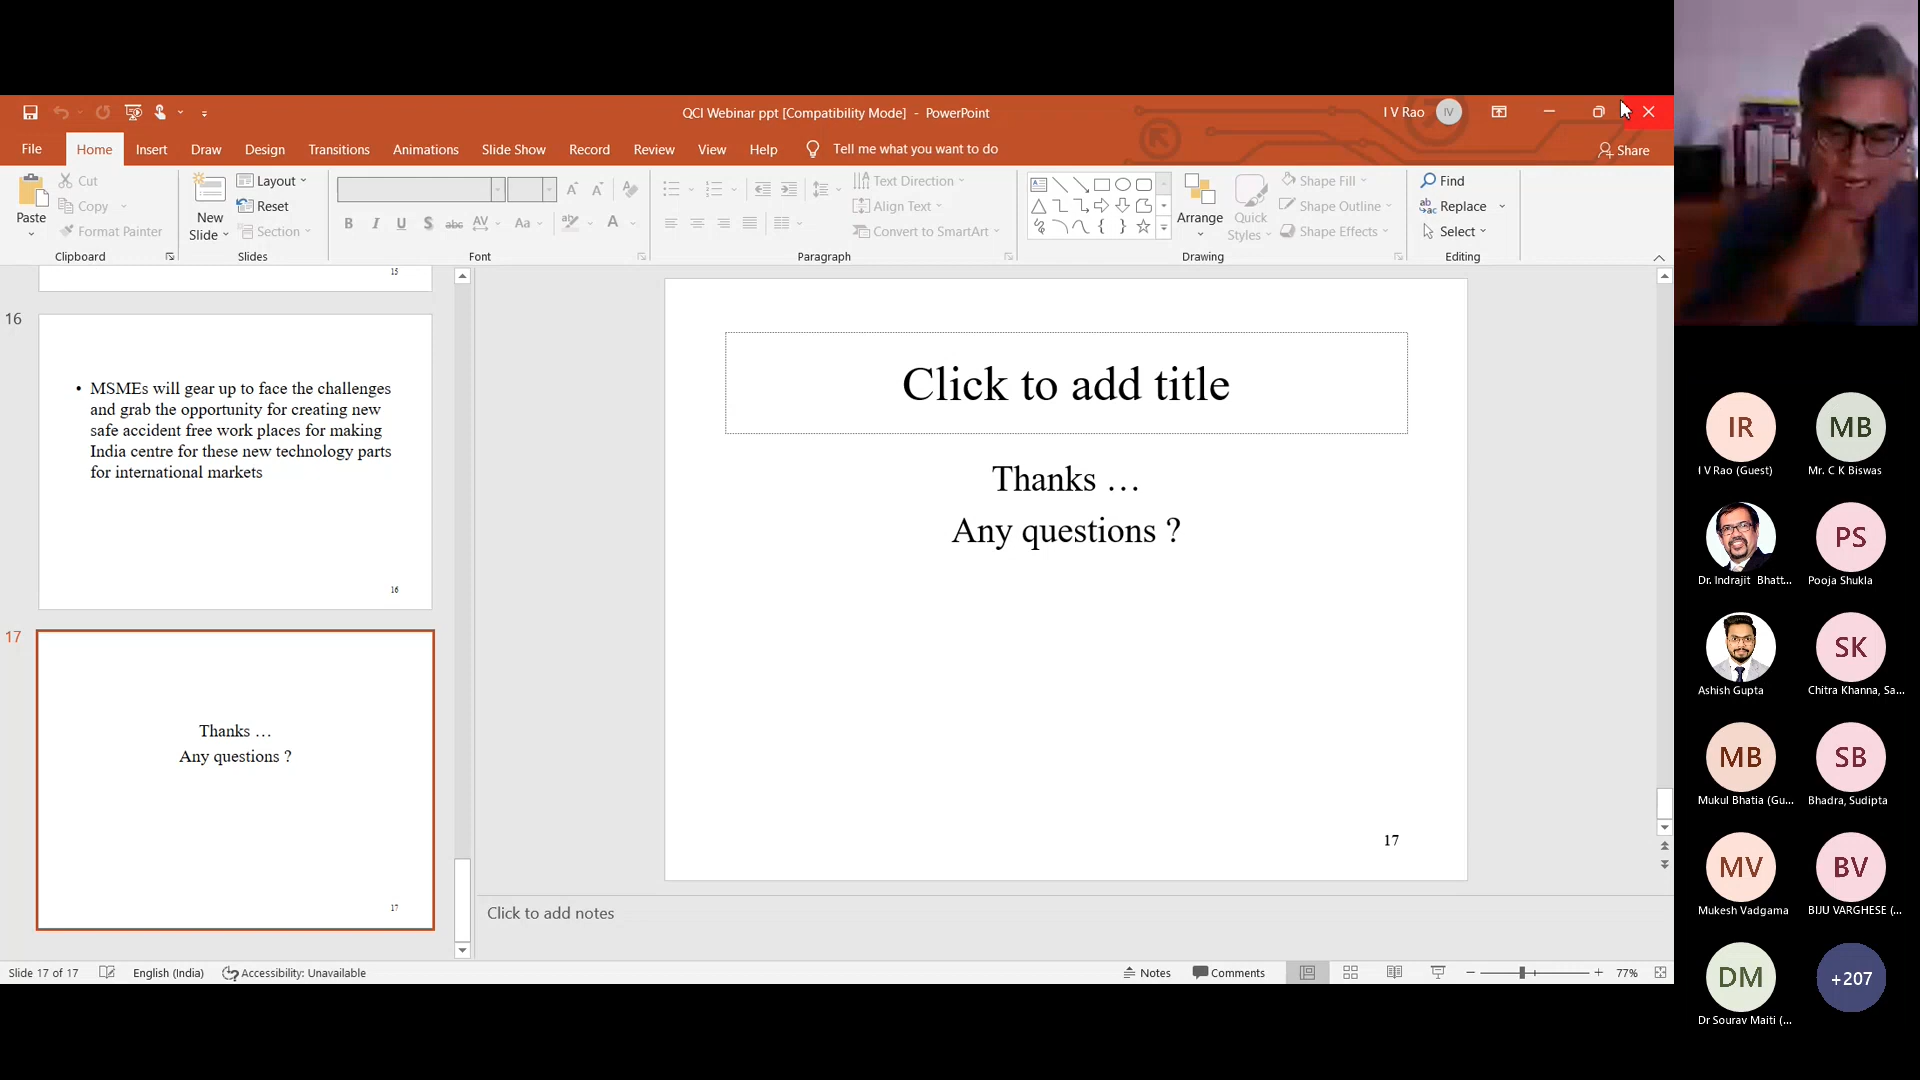 QCI Webinar ppt [Compatibility Mode] - PowerPoint
I V Rao
IV
File
Home
Insert
Draw
Design
Transitions
Animations
Slide Show
Record
Review
View
Help
Tell me what you want to do
Share
Paste
Cut
Copy
Format Painter
Clipboard
New
Slide
Layout
Reset
Section
Slides
B I U S abc AV Aa A
Font
Text Direction
Align Text
Convert to SmartArt
Paragraph
Arrange
Quick
Styles
Shape Fill
Shape Outline
Shape Effects
Drawing
Find
Replace
Select
Editing
15
16
• MSMEs will gear up to face the challenges
and grab the opportunity for creating new
safe accident free work places for making
India centre for these new technology parts
for international markets
16
17
Thanks …
Any questions ?
17
Click to add title
Thanks …
Any questions ?
17
Click to add notes
Slide 17 of 17
English (India)
Accessibility: Unavailable
Notes
Comments
77%
IR
I V Rao (Guest)
MB
Mr. C K Biswas
Dr. Indrajit Bhatt...
PS
Pooja Shukla
Ashish Gupta
SK
Chitra Khanna, Sa...
MB
Mukul Bhatia (Gu...
SB
Bhadra, Sudipta
MV
Mukesh Vadgama
BV
BIJU VARGHESE (...
DM
Dr Sourav Maiti (...
+207